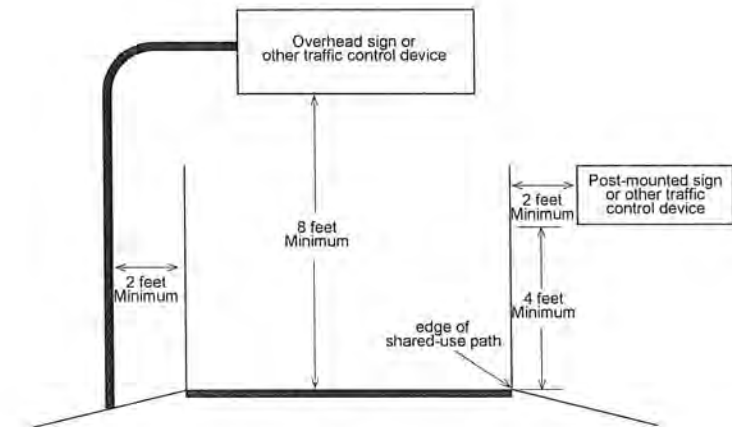 Overhead sign or
other traffic control device
Post-mounted sign
or other traffic
control device
2 feet
Minimum
8 feet
Minimum
2 feet
Minimum
4 feet
Minimum
edge of
shared-use path